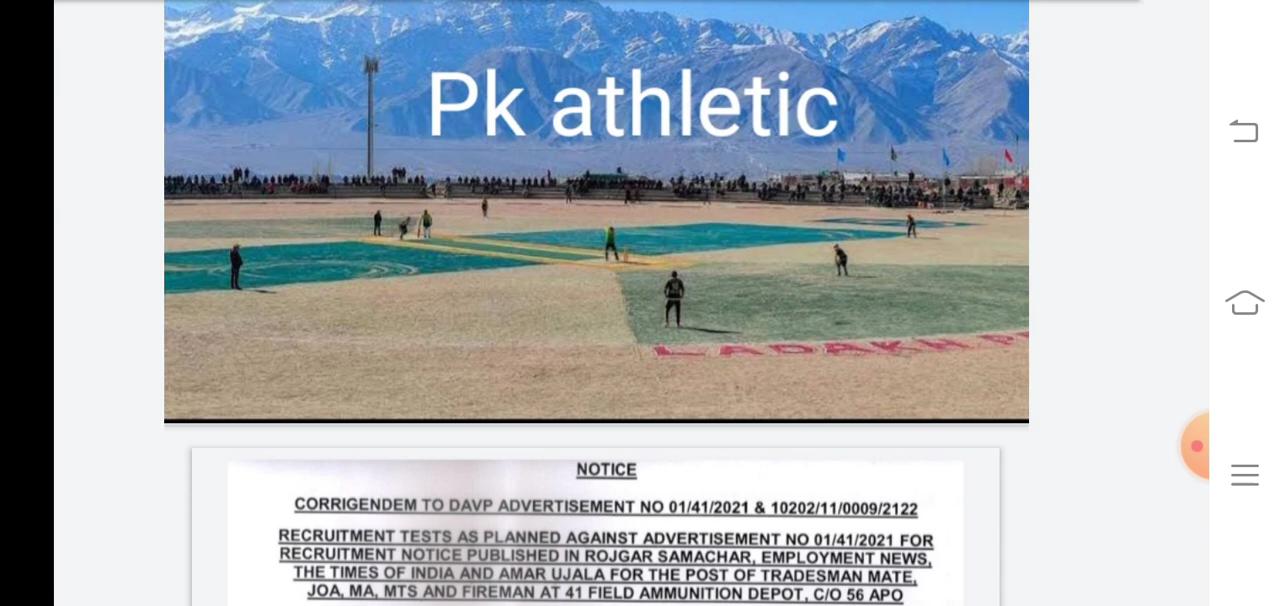 Pk athletic
LADAKH
NOTICE
CORRIGENDEM TO DAVP ADVERTISEMENT NO 01/41/2021 & 10202/11/0009/2122
RECRUITMENT TESTS AS PLANNED AGAINST ADVERTISEMENT NO 01/41/2021 FOR
RECRUITMENT NOTICE PUBLISHED IN ROJGAR SAMACHAR, EMPLOYMENT NEWS,
THE TIMES OF INDIA AND AMAR UJALA FOR THE POST OF TRADESMAN MATE,
JOA, MA, MTS AND FIREMAN AT 41 FIELD AMMUNITION DEPOT, C/O 56 APO